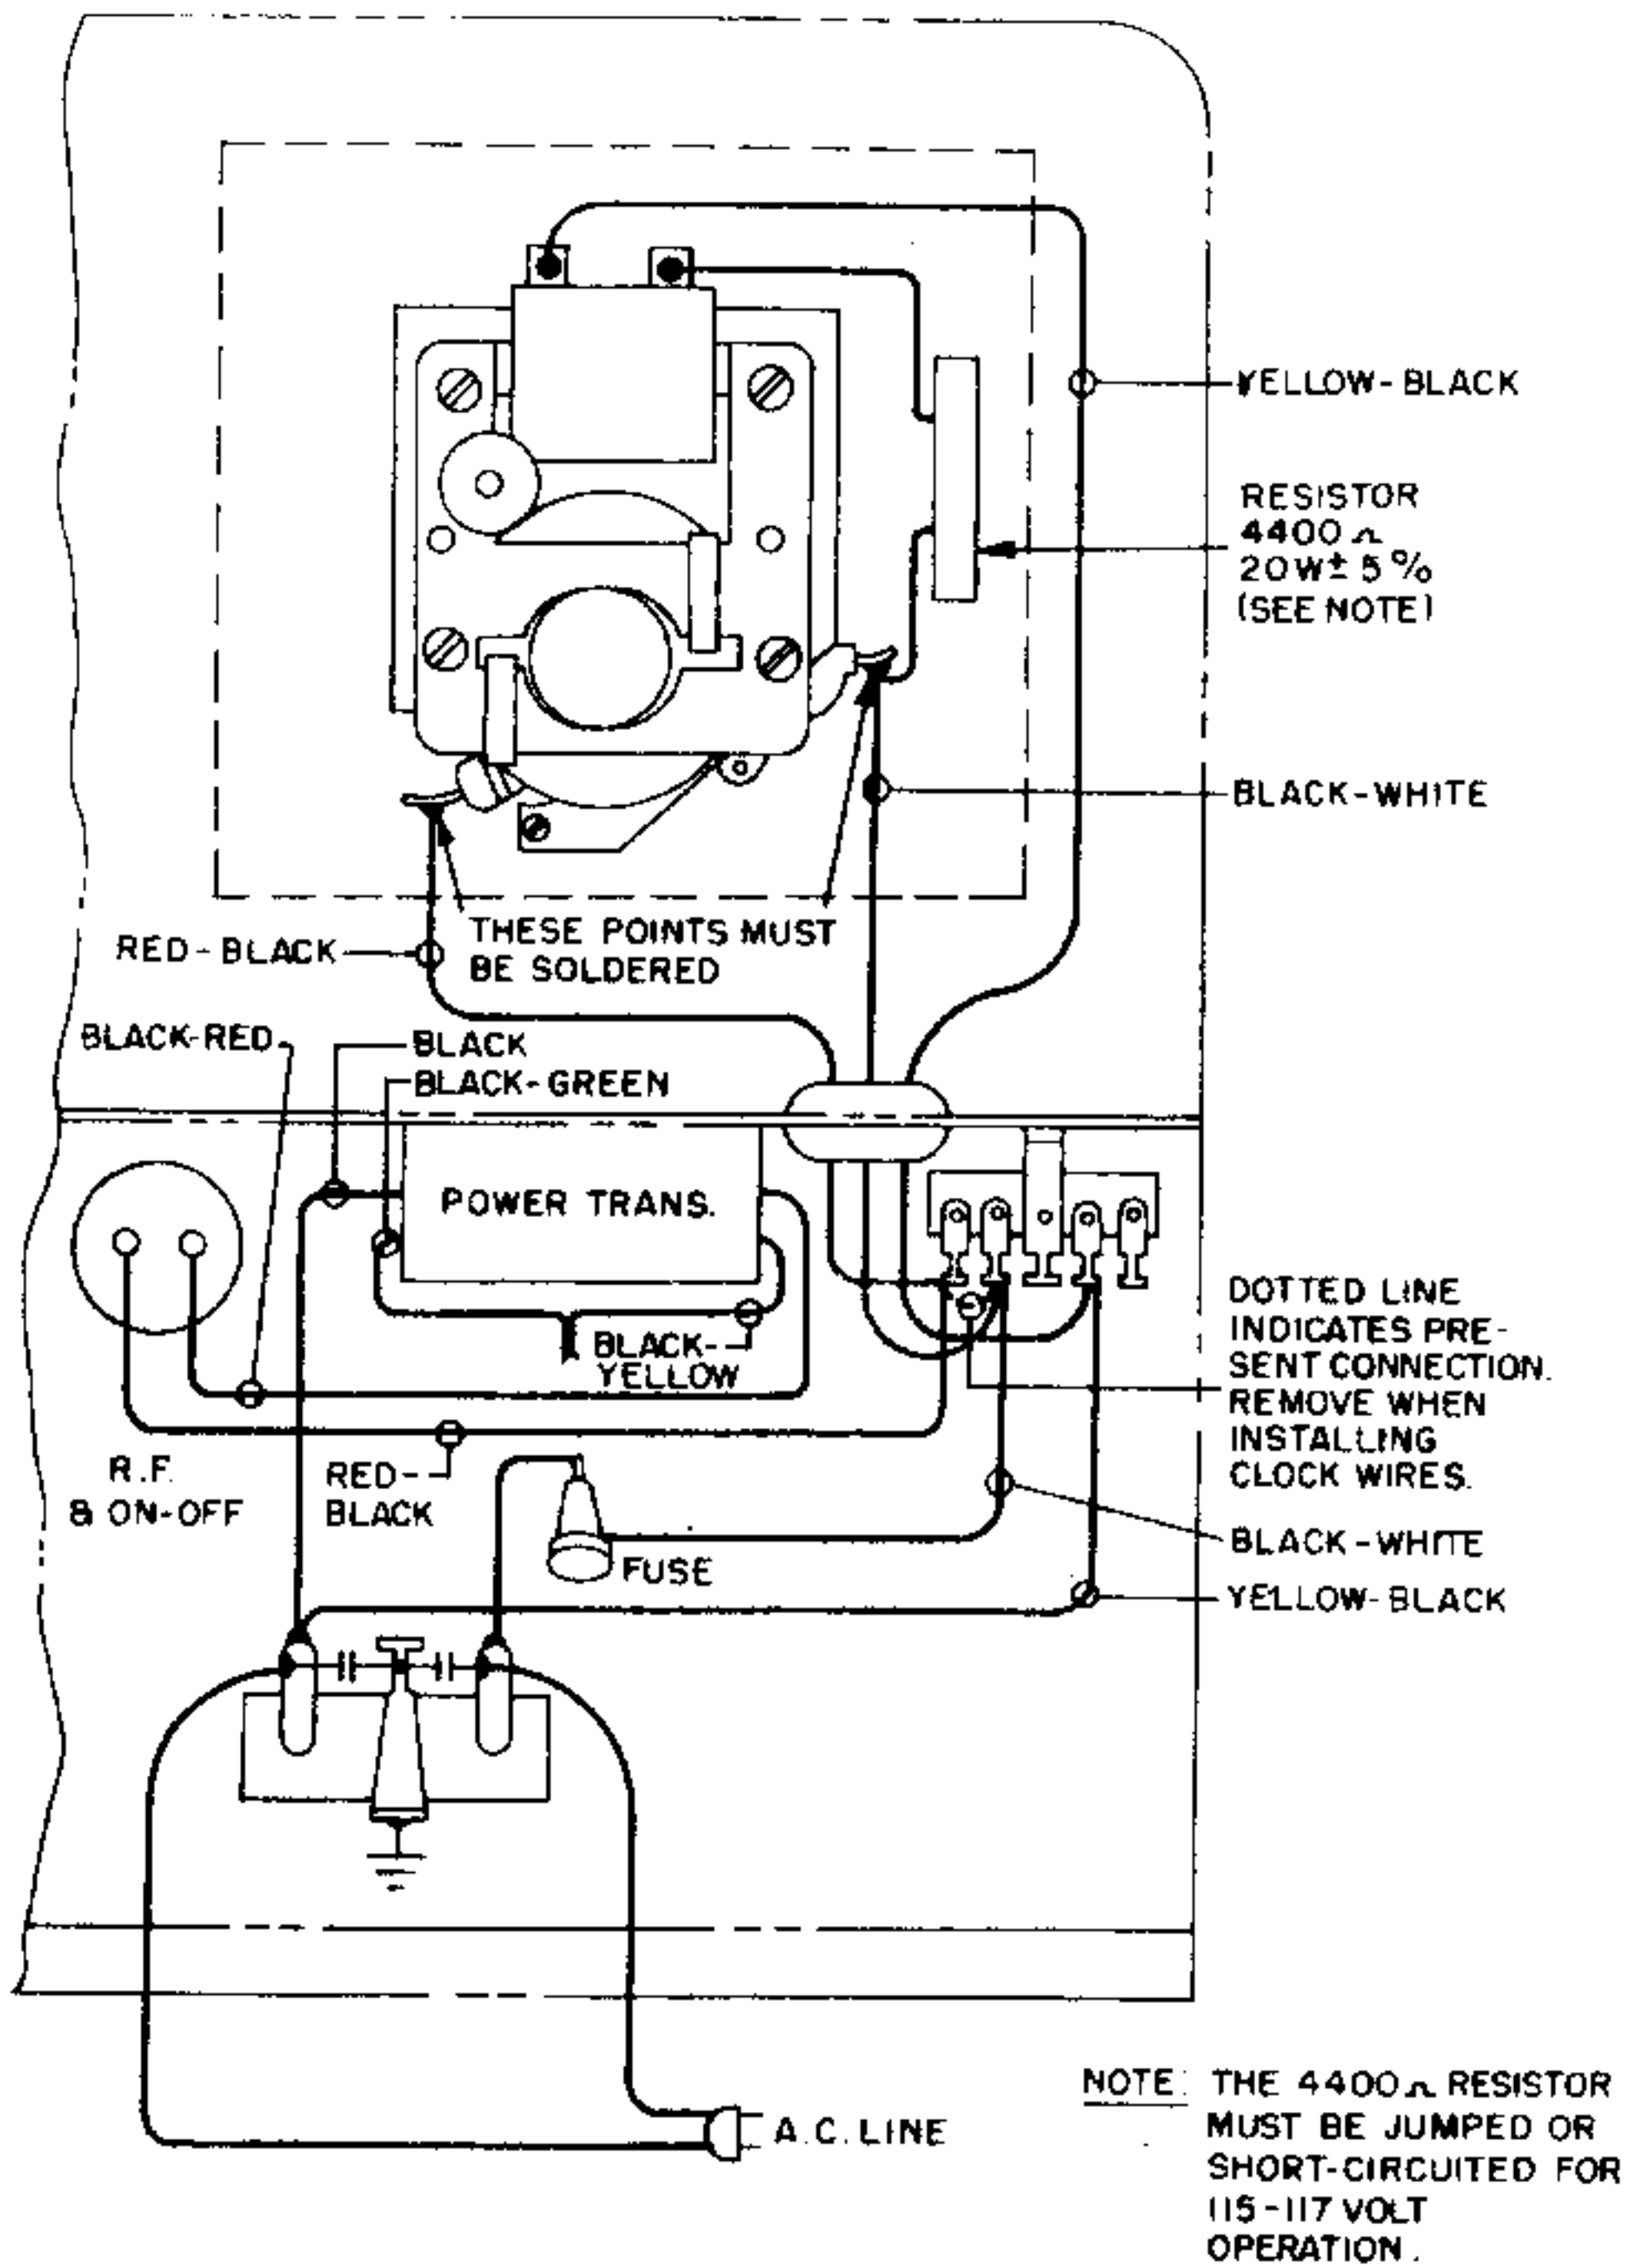 YELLOW-BLACK
RESISTOR
4400 Ω
20W ± 5%
(SEE NOTE)
BLACK-WHITE
THESE POINTS MUST
BE SOLDERED
RED-BLACK
BLACK-RED
BLACK
BLACK-GREEN
POWER TRANS.
BLACK-
YELLOW
DOTTED LINE
INDICATES PRE-
SENT CONNECTION.
REMOVE WHEN
INSTALLING
CLOCK WIRES.
R.F.
& ON-OFF
RED-
BLACK
FUSE
BLACK-WHITE
YELLOW-BLACK
A.C. LINE
NOTE: THE 4400 Ω RESISTOR
MUST BE JUMPED OR
SHORT-CIRCUITED FOR
115-117 VOLT
OPERATION.